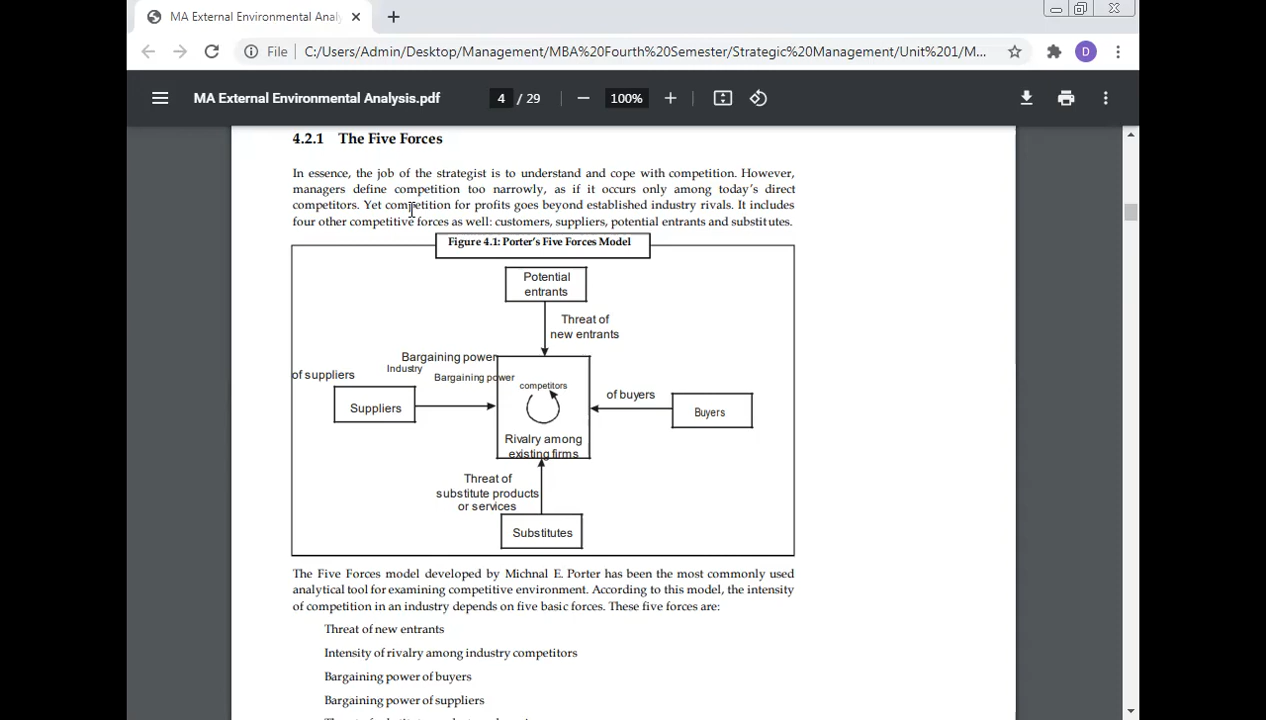 MA External Environmental Analy
File
C:/Users/Admin/Desktop/Management/MBA%20Fourth%20Semester/Strategic%20Management/Unit%201/M...
D
MA External Environmental Analysis.pdf
4 / 29
100%
4.2.1 The Five Forces
In essence, the job of the strategist is to understand and cope with competition. However,
managers define competition too narrowly, as if it occurs only among today's direct
competitors. Yet competition for profits goes beyond established industry rivals. It includes
four other competitive forces as well: customers, suppliers, potential entrants and substitutes.
Figure 4.1: Porter's Five Forces Model
Potential
entrants
Threat of
new entrants
Bargaining power
of suppliers
Industry
Bargaining power
competitors
of buyers
Suppliers
Buyers
Rivalry among
existing firms
Threat of
substitute products
or services
Substitutes
The Five Forces model developed by Michnal E. Porter has been the most commonly used
analytical tool for examining competitive environment. According to this model, the intensity
of competition in an industry depends on five basic forces. These five forces are:
Threat of new entrants
Intensity of rivalry among industry competitors
Bargaining power of buyers
Bargaining power of suppliers